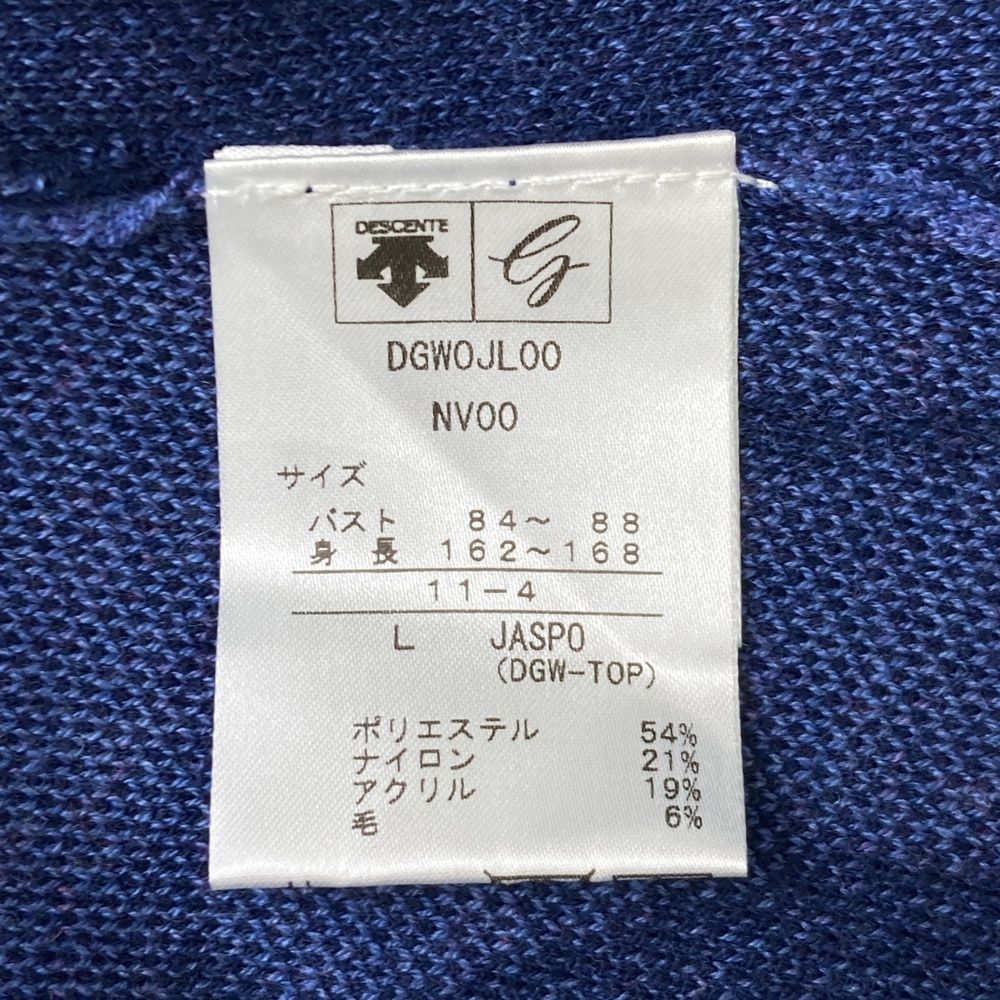 DESCENTE G
DGW0JL00
NV00
サイズ
バスト 84～ 88
身 長 162～168
11－4
L JASPO
(DGW-TOP)
ポリエステル 54%
ナイロン 21%
アクリル 19%
毛 6%